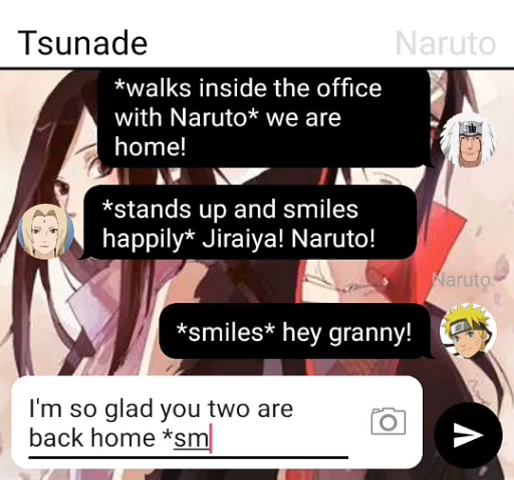 Tsunade
Naruto
*walks inside the office
with Naruto* we are
home!
*stands up and smiles
happily* Jiraiya! Naruto!
Naruto
*smiles* hey granny!
I'm so glad you two are
back home *sm